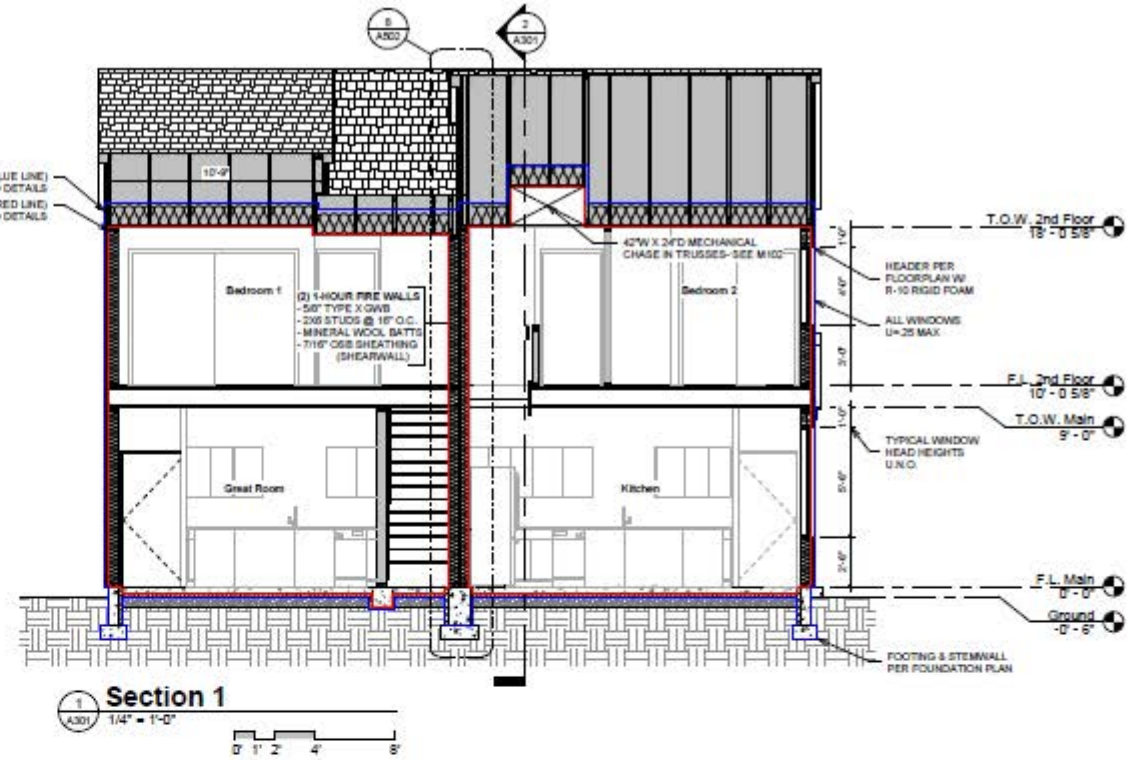 8
A502
2
A301
10'-9"
LUE LINE)
DETAILS
RED LINE)
DETAILS
T.O.W. 2nd Floor
18' - 0 5/8"
1'-0"
42"W X 24"D MECHANICAL
CHASE IN TRUSSES- SEE M102
HEADER PER
FLOORPLAN W/
R-10 RIGID FOAM
4'-0"
Bedroom 1
Bedroom 2
(2) 1-HOUR FIRE WALLS
- 5/8" TYPE X GWB
- 2X6 STUDS @ 16" O.C.
- MINERAL WOOL BATTS
- 7/16" OSB SHEATHING
(SHEARWALL)
ALL WINDOWS
U=.25 MAX
3'-0"
F.L. 2nd Floor
10' - 0 5/8"
1'-0"
T.O.W. Main
9' - 0"
TYPICAL WINDOW
HEAD HEIGHTS
U.N.O.
Great Room
Kitchen
5'-6"
2'-6"
F.L. Main
0' - 0"
Ground
-0' - 6"
FOOTING & STEMWALL
PER FOUNDATION PLAN
1
A301
Section 1
1/4" = 1'-0"
0' 1' 2' 4' 8'